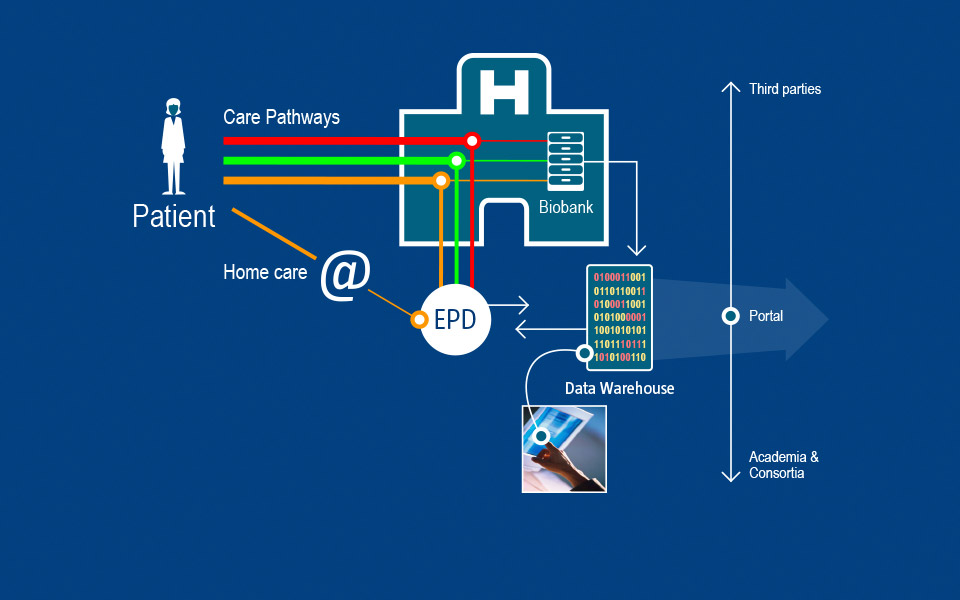 H
Care Pathways
Patient
Home care
@
Biobank
EPD
0100011001
0110110011
0100011001
0101000001
1001010101
1101110111
1010100110
Data Warehouse
Third parties
Portal
Academia &
Consortia